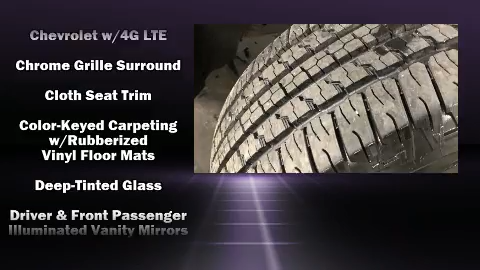 Chevrolet w/4G LTE
Chrome Grille Surround
Cloth Seat Trim
Color-Keyed Carpeting
w/Rubberized
Vinyl Floor Mats
Deep-Tinted Glass
Driver & Front Passenger
Illuminated Vanity Mirrors